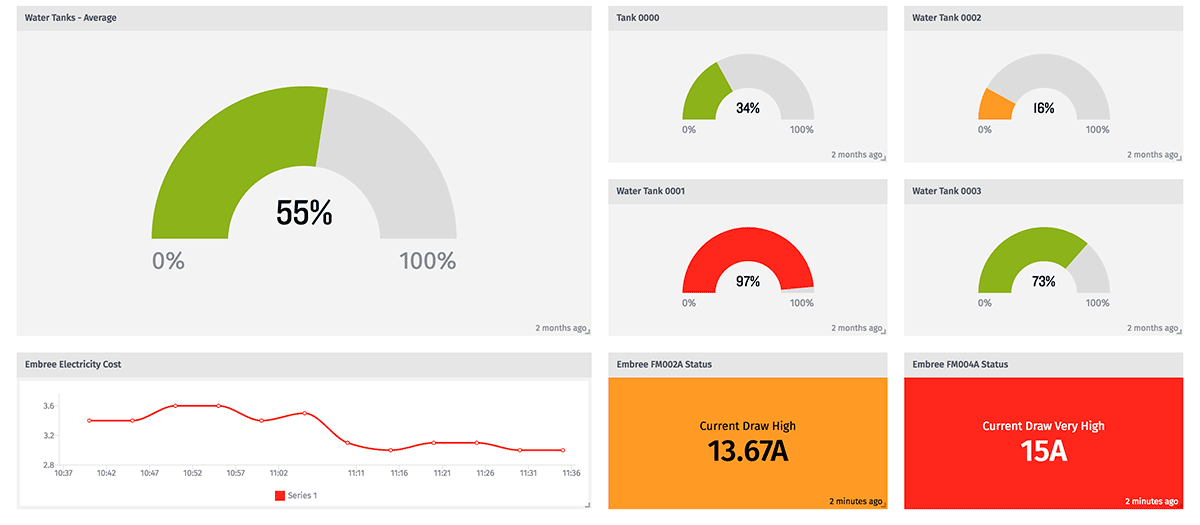 Water Tanks - Average
55%
0%
100%
2 months ago
Tank 0000
34%
0%
100%
2 months ago
Water Tank 0002
16%
0%
100%
2 months ago
Water Tank 0001
97%
0%
100%
2 months ago
Water Tank 0003
73%
0%
100%
2 months ago
Embree Electricity Cost
3.6
3.2
2.8
10:37 10:42 10:47 10:52 10:57 11:02 11:11 11:16 11:21 11:26 11:31 11:36
Series 1
Embree FM002A Status
Current Draw High
13.67A
2 minutes ago
Embree FM004A Status
Current Draw Very High
15A
2 minutes ago